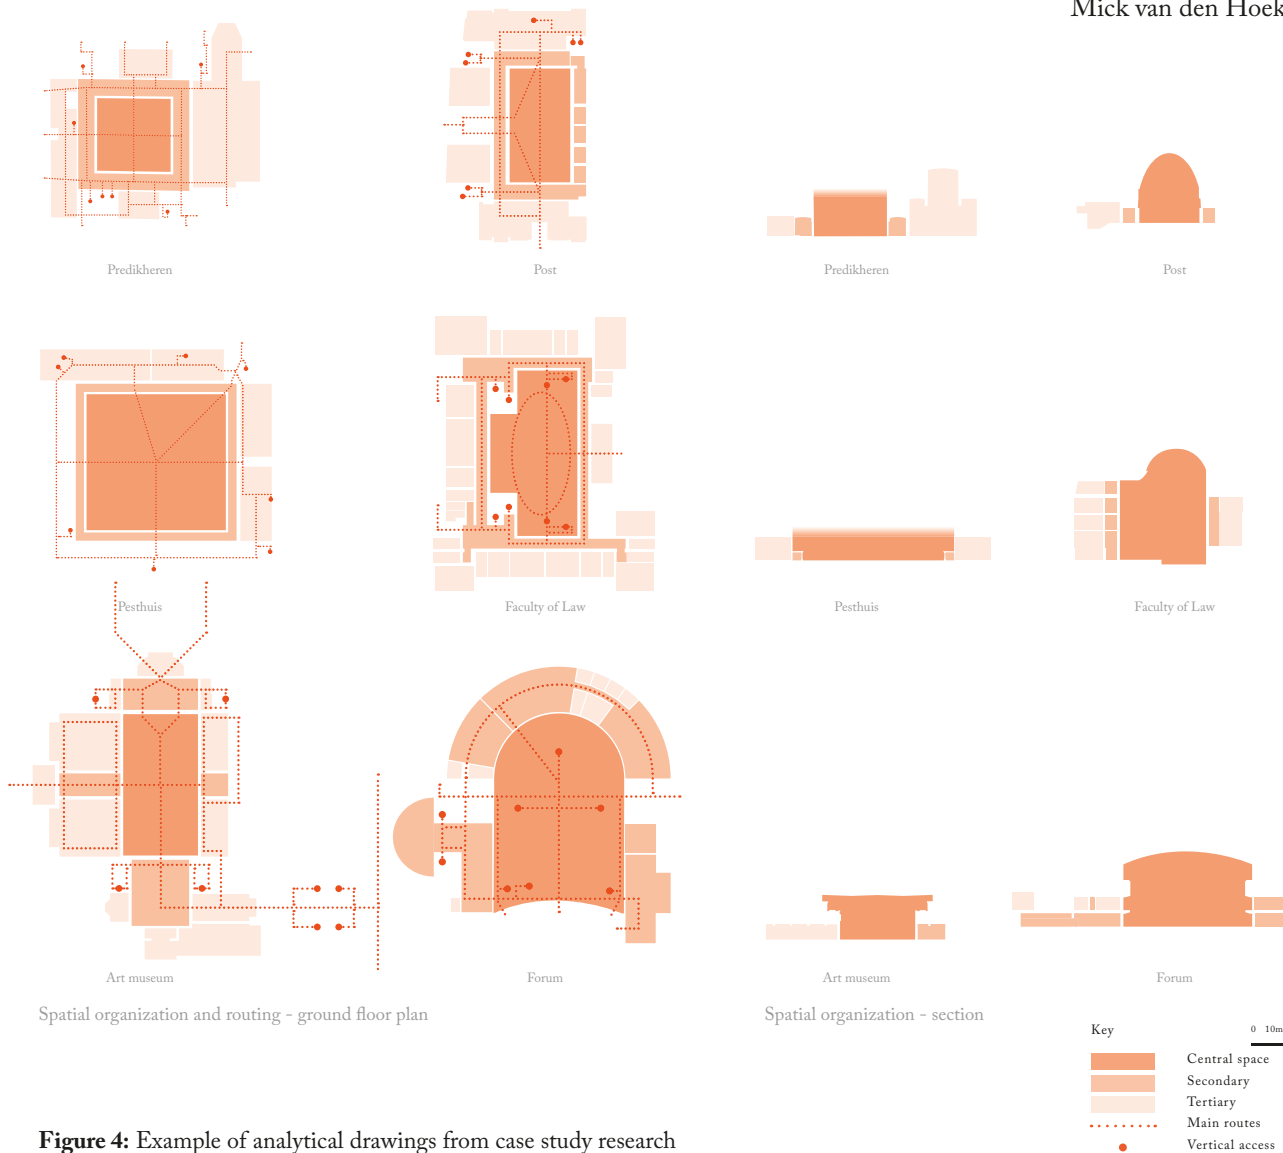 Mick van den Hoek
Predikheren
Post
Predikheren
Post
Pesthuis
Faculty of Law
Pesthuis
Faculty of Law
Art museum
Forum
Art museum
Forum
Spatial organization and routing - ground floor plan
Spatial organization - section
Key
0 10m
Central space
Secondary
Tertiary
Main routes
Vertical access
Figure 4: Example of analytical drawings from case study research